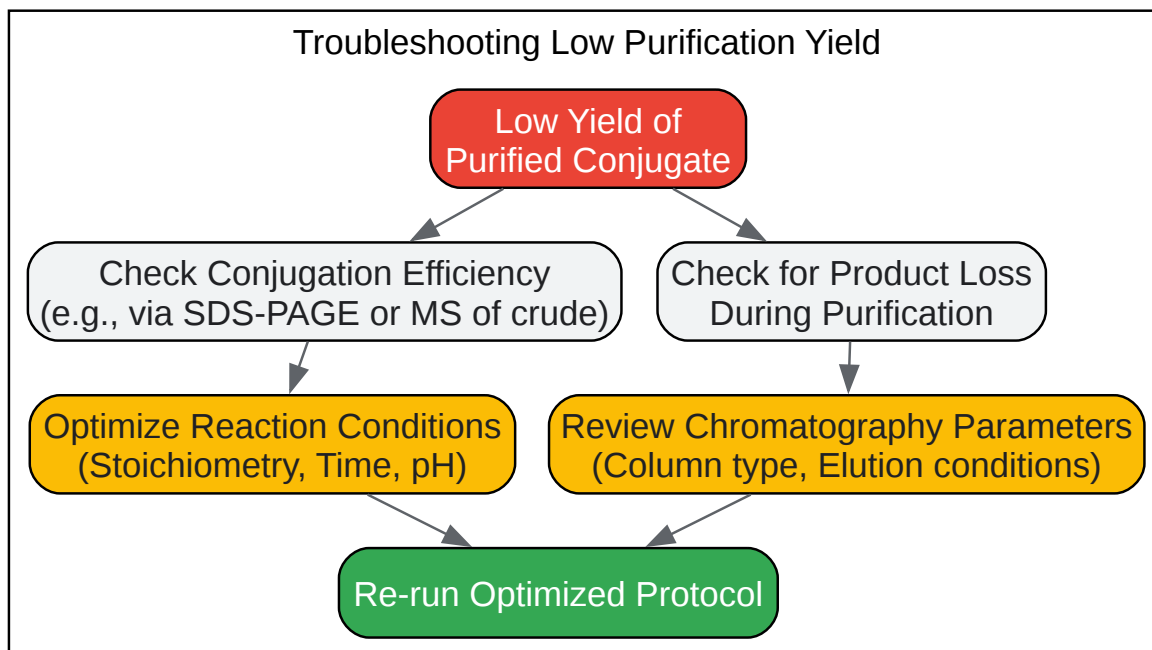 Troubleshooting Low Purification Yield
Low Yield of
Purified Conjugate
Check Conjugation Efficiency
(e.g., via SDS-PAGE or MS of crude)
Check for Product Loss
During Purification
Optimize Reaction Conditions
(Stoichiometry, Time, pH)
Review Chromatography Parameters
(Column type, Elution conditions)
Re-run Optimized Protocol